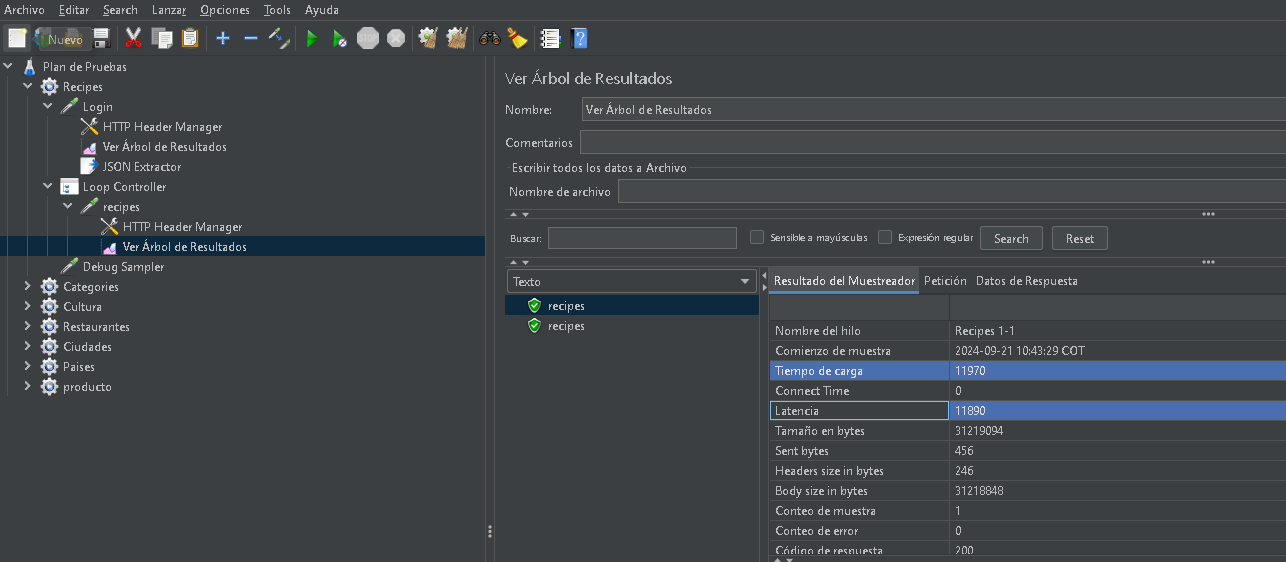 Archivo Editar Search Lanzar Opciones Tools Ayuda
Nuevo
Plan de Pruebas
Recipes
Login
HTTP Header Manager
Ver Árbol de Resultados
JSON Extractor
Loop Controller
recipes
HTTP Header Manager
Ver Árbol de Resultados
Debug Sampler
Categories
Cultura
Restaurantes
Ciudades
Paises
producto
Ver Árbol de Resultados
Nombre: Ver Árbol de Resultados
Comentarios
Escribir todos los datos a Archivo
Nombre de archivo
Buscar: Sensible a mayúsculas Expresión regular Search Reset
Texto
recipes
recipes
Resultado del Muestreador Petición Datos de Respuesta
Nombre del hilo Recipes 1-1
Comienzo de muestra 2024-09-21 10:43:29 COT
Tiempo de carga 11970
Connect Time 0
Latencia 11890
Tamaño en bytes 31219094
Sent bytes 456
Headers size in bytes 246
Body size in bytes 31218848
Conteo de muestra 1
Conteo de error 0
Código de respuesta 200